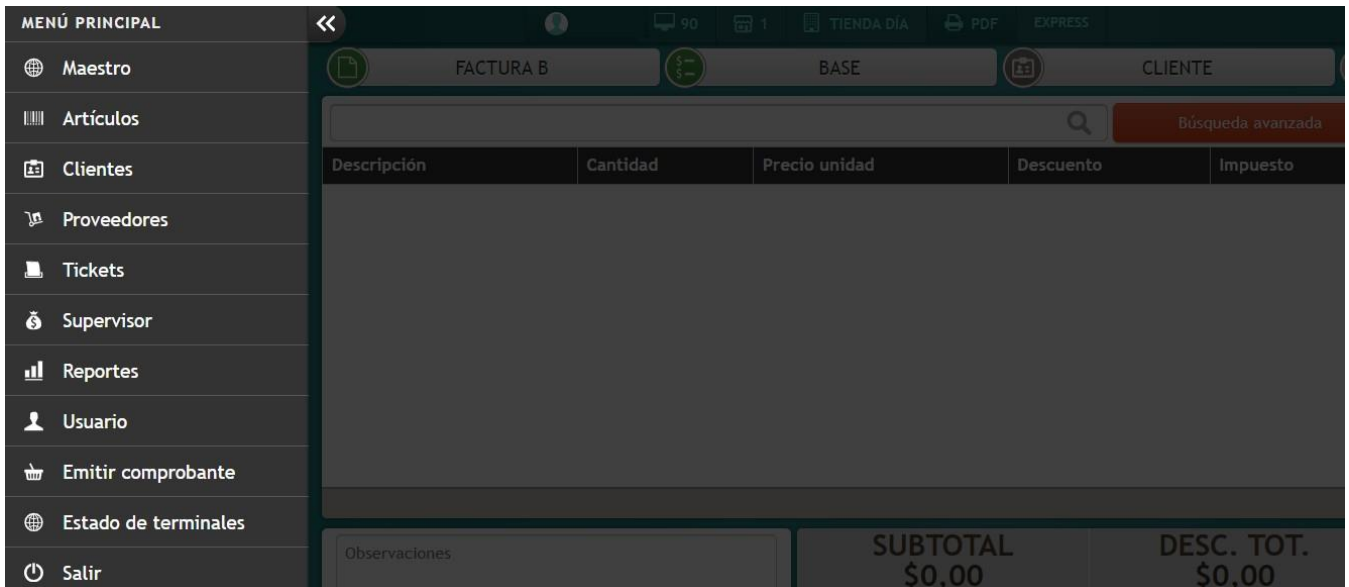 MENÚ PRINCIPAL
Maestro
Artículos
Clientes
Proveedores
Tickets
Supervisor
Reportes
Usuario
Emitir comprobante
Estado de terminales
Salir
90 1 TIENDA DÍA PDF EXPRESS
FACTURA B BASE CLIENTE
Búsqueda avanzada
Descripción Cantidad Precio unidad Descuento Impuesto
Observaciones
SUBTOTAL DESC. TOT.
$0,00 $0,00